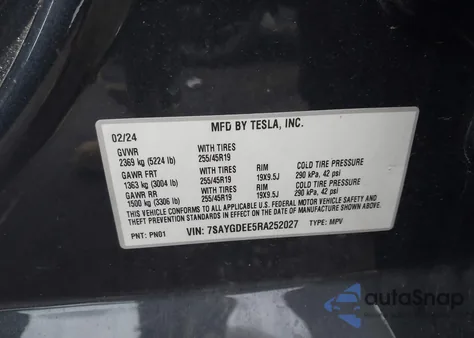 MFD BY TESLA, INC.
02/24
GVWR WITH TIRES
2369 kg (5224 lb) 255/45R19
GAWR FRT WITH TIRES RIM COLD TIRE PRESSURE
1363 kg (3004 lb) 255/45R19 19X9.5J 290 kPa, 42 psi
GAWR RR WITH TIRES RIM COLD TIRE PRESSURE
1500 kg (3306 lb) 255/45R19 19X9.5J 290 kPa, 42 psi
THIS VEHICLE CONFORMS TO ALL APPLICABLE U.S. FEDERAL MOTOR VEHICLE SAFETY AND
THEFT PREVENTION STANDARDS IN EFFECT ON THE DATE OF MANUFACTURE SHOWN ABOVE.
PNT: PN01 VIN: 7SAYGDEE5RA252027 TYPE: MPV
autoSnap